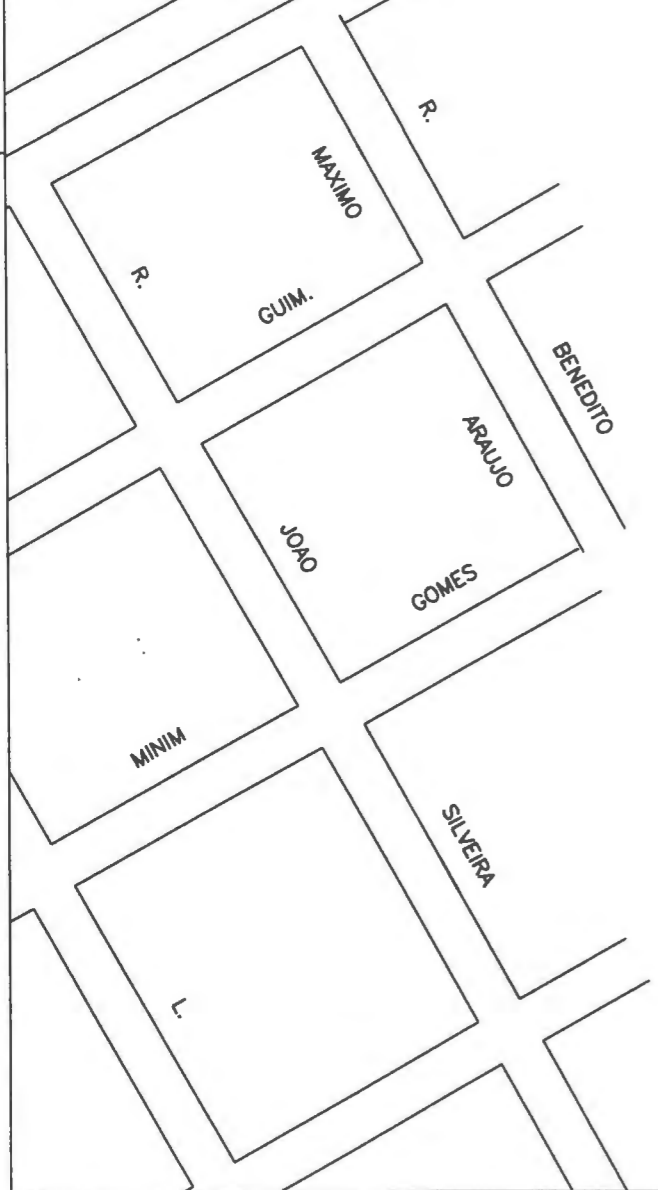 R.
MAXIMO
R.
GUIM.
BENEDITO
ARAUJO
JOAO
GOMES
MINIM
SILVEIRA
L.